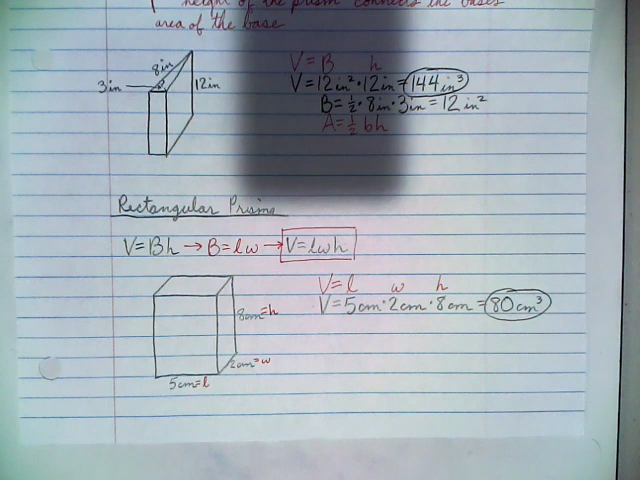 height of the prism connects the bases
area of the base
8in
3in
12in
V=B h
V=12in²·12in=144in³
B=½·8in·3in=12in²
A=½bh
Rectangular Prisms
V=Bh→B=lw→V=lwh
V=l w h
V=5cm·2cm·8cm=80cm³
8cm=h
2cm=w
5cm=l